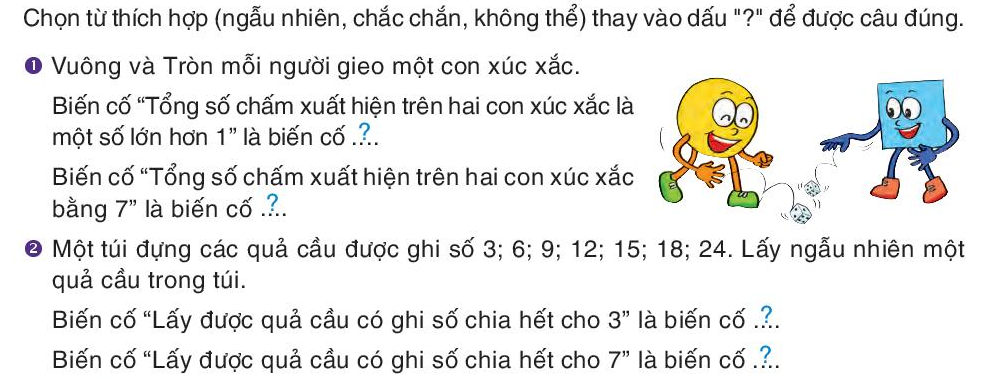 Chọn từ thích hợp (ngẫu nhiên, chắc chắn, không thể) thay vào dấu "?" để được câu đúng.
1 Vuông và Tròn mỗi người gieo một con xúc xắc.
Biến cố “Tổng số chấm xuất hiện trên hai con xúc xắc là
một số lớn hơn 1” là biến cố .?..
Biến cố “Tổng số chấm xuất hiện trên hai con xúc xắc
bằng 7” là biến cố .?..
2 Một túi đựng các quả cầu được ghi số 3; 6; 9; 12; 15; 18; 24. Lấy ngẫu nhiên một
quả cầu trong túi.
Biến cố “Lấy được quả cầu có ghi số chia hết cho 3” là biến cố .?..
Biến cố “Lấy được quả cầu có ghi số chia hết cho 7” là biến cố .?..